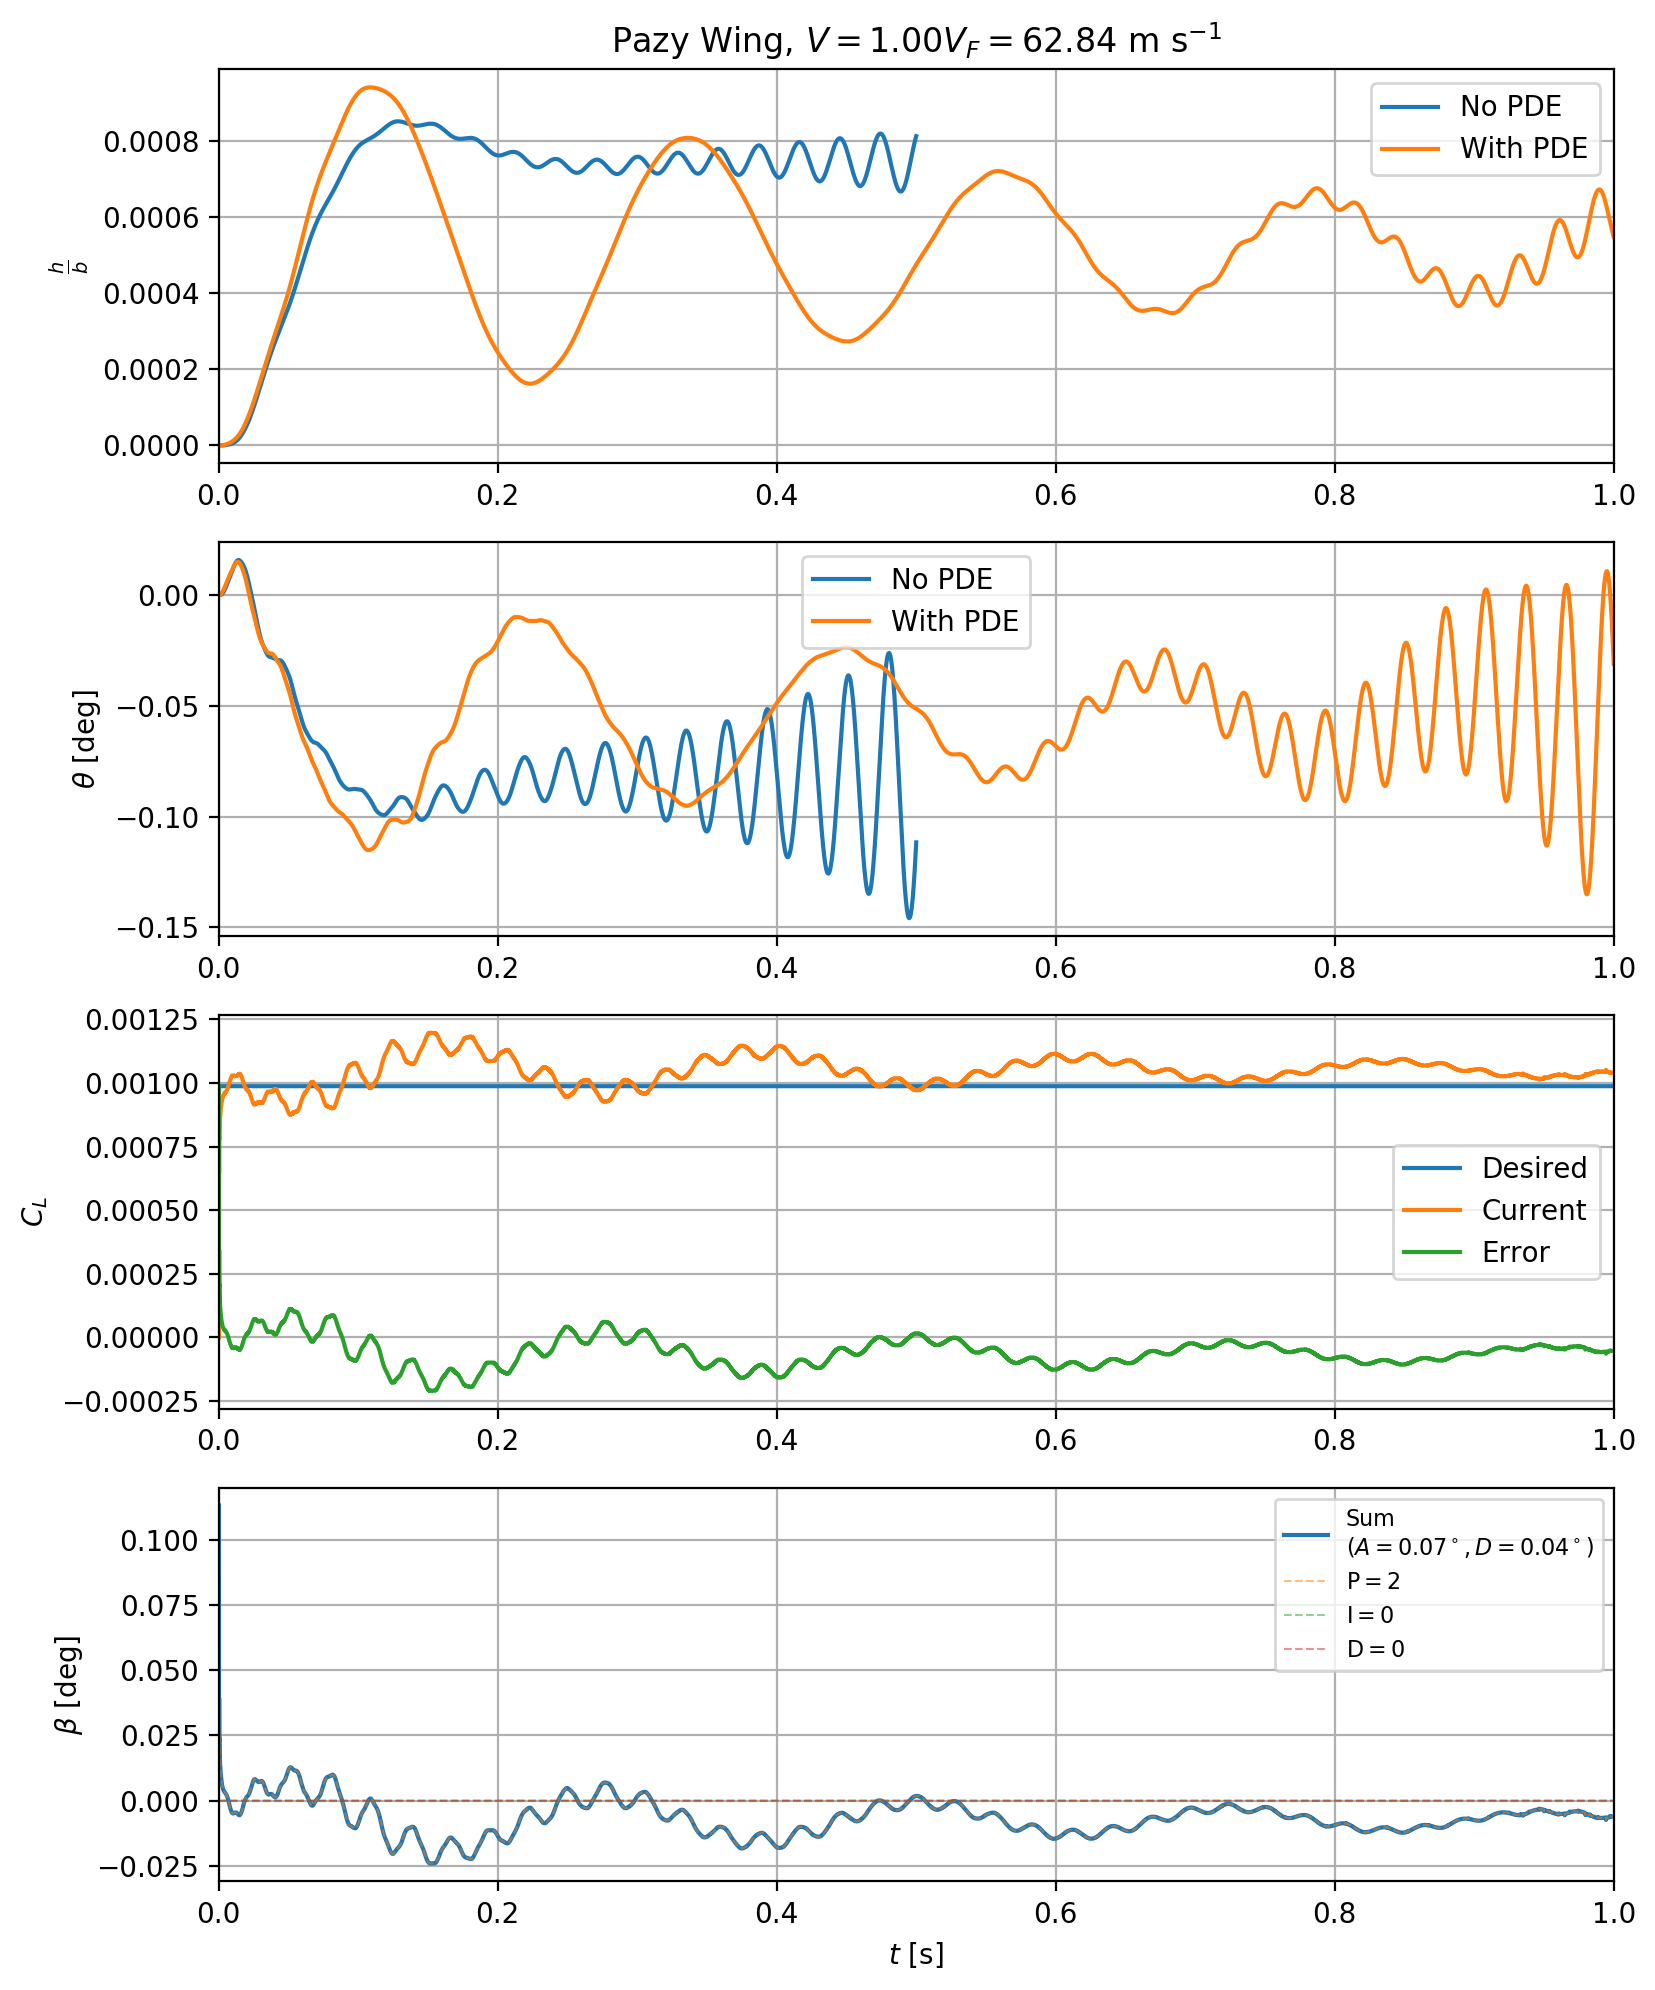 Pazy Wing, V = 1.00V_F = 62.84 m s⁻¹
h/b
0.0008
0.0006
0.0004
0.0002
0.0000
No PDE
With PDE
0.0 0.2 0.4 0.6 0.8 1.0
θ [deg]
0.00
−0.05
−0.10
−0.15
No PDE
With PDE
0.0 0.2 0.4 0.6 0.8 1.0
C_L
0.00125
0.00100
0.00075
0.00050
0.00025
0.00000
−0.00025
Desired
Current
Error
0.0 0.2 0.4 0.6 0.8 1.0
β [deg]
0.100
0.075
0.050
0.025
0.000
−0.025
Sum
(A = 0.07°, D = 0.04°)
P = 2
I = 0
D = 0
0.0 0.2 0.4 0.6 0.8 1.0
t [s]